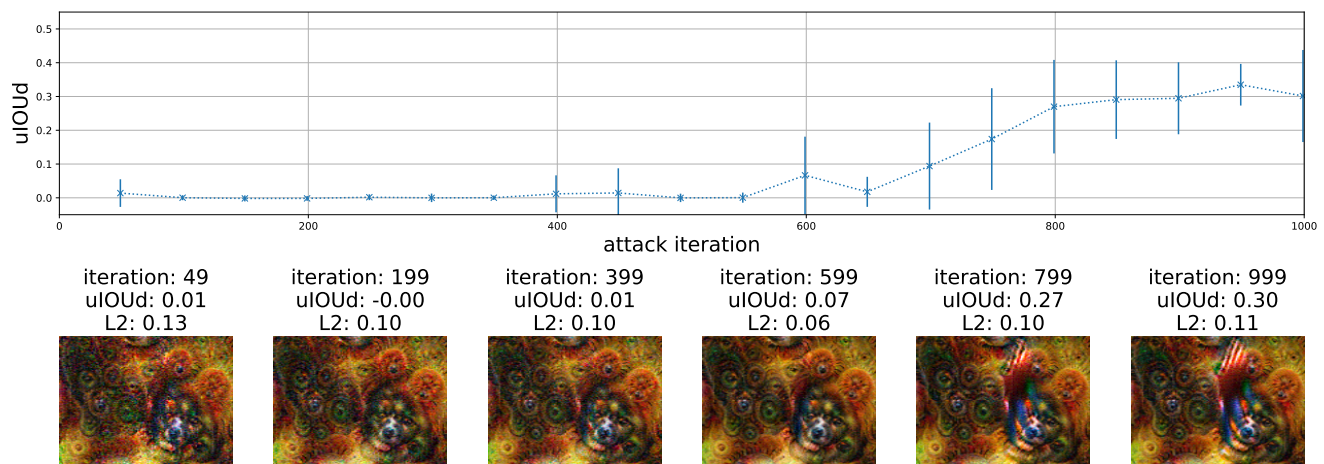 0.5
0.4
0.3
0.2
0.1
0.0
uIOUd
0 200 400 600 800 1000
attack iteration
iteration: 49 iteration: 199 iteration: 399 iteration: 599 iteration: 799 iteration: 999
uIOUd: 0.01 uIOUd: -0.00 uIOUd: 0.01 uIOUd: 0.07 uIOUd: 0.27 uIOUd: 0.30
L2: 0.13 L2: 0.10 L2: 0.10 L2: 0.06 L2: 0.10 L2: 0.11